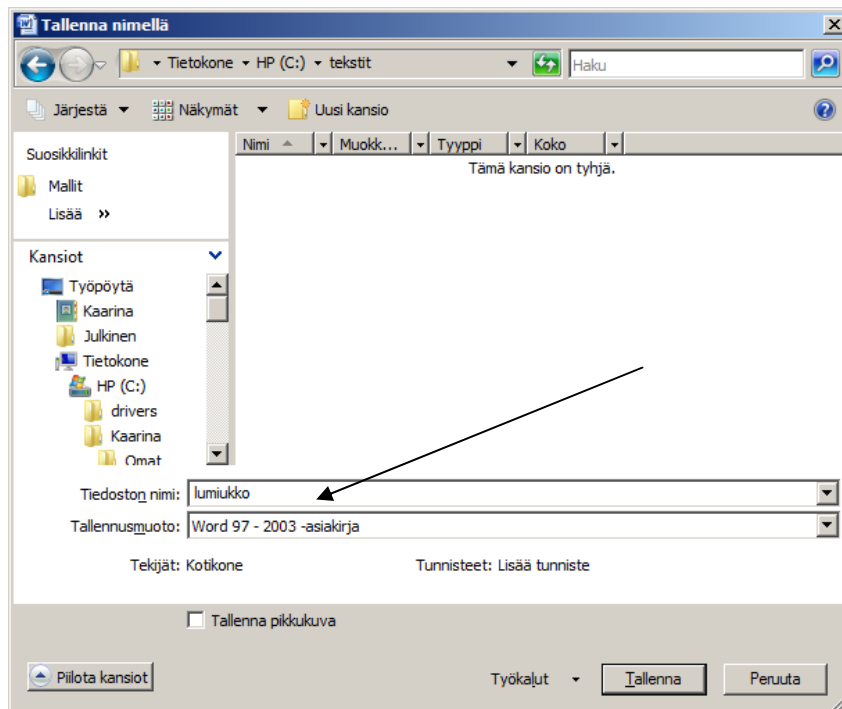 Tallenna nimellä
Tietokone HP (C:) tekstit Haku
Järjestä Näkymät Uusi kansio
Suosikkilinkit
Mallit
Lisää »
Kansiot
Työpöytä
Kaarina
Julkinen
Tietokone
HP (C:)
drivers
Kaarina
Omat
Nimi Muokk... Tyyppi Koko
Tämä kansio on tyhjä.
Tiedoston nimi: lumiukko
Tallennusmuoto: Word 97 - 2003 -asiakirja
Tekijät: Kotikone Tunnisteet: Lisää tunniste
Tallenna pikkukuva
Piilota kansiot Työkalut Tallenna Peruuta